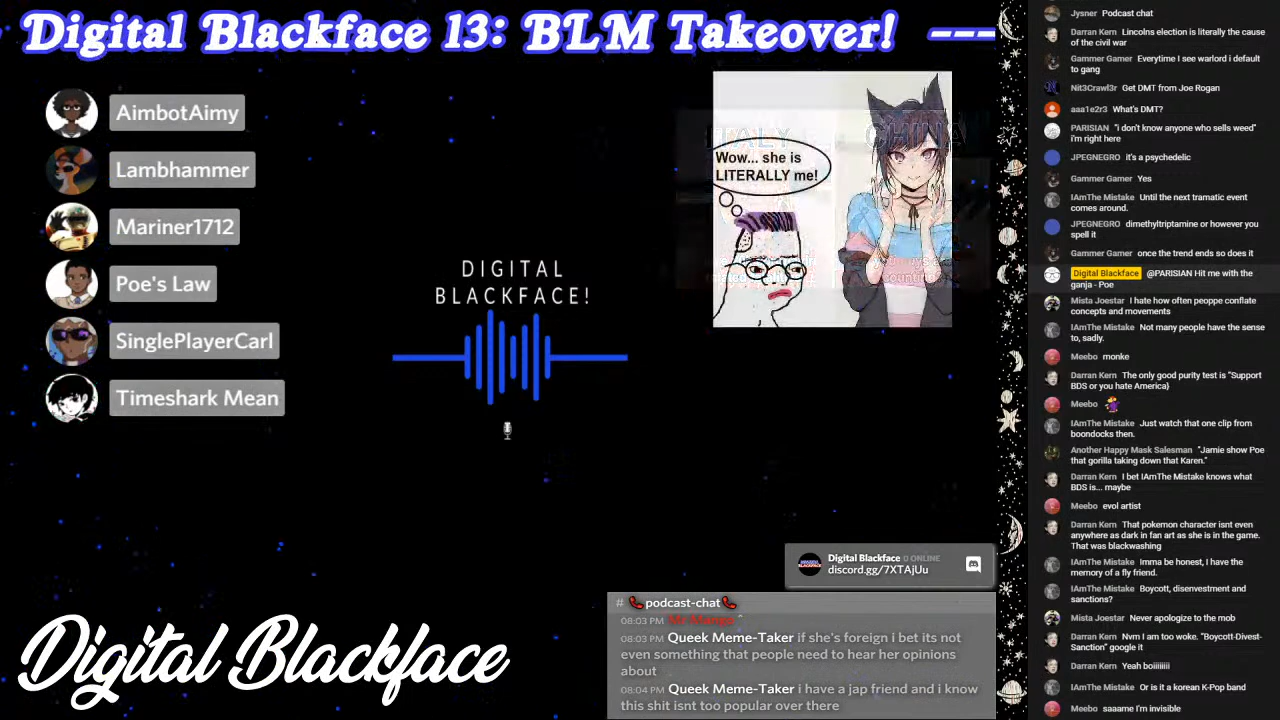 Digital Blackface 13: BLM Takeover! ---
AimbotAimy
Lambhammer
Mariner1712
Poe's Law
SinglePlayerCarl
Timeshark Mean
DIGITAL
BLACKFACE!
ITALY
CHINA
Wow... she is
LITERALLY me!
Digital Blackface 0 ONLINE
discord.gg/7XTAjUu
# podcast-chat
08:03 PM Mr Mango ^
08:03 PM Queek Meme-Taker if she's foreign i bet its not
even something that people need to hear her opinions
about
08:04 PM Queek Meme-Taker i have a jap friend and i know
this shit isnt too popular over there
Digital Blackface
Jysner Podcast chat
Darran Kern Lincolns election is literally the cause
of the civil war
Gammer Gamer Everytime I see warlord i default
to gang
Nit3Crawl3r Get DMT from Joe Rogan
aaa1e2r3 What's DMT?
PARISIAN "i don't know anyone who sells weed"
i'm right here
JPEGNEGRO it's a psychedelic
Gammer Gamer Yes
IAmThe Mistake Until the next tramatic event
comes around.
JPEGNEGRO dimethyltriptamine or however you
spell it
Gammer Gamer once the trend ends so does it
Digital Blackface @PARISIAN Hit me with the
ganja - Poe
Mista Joestar I hate how often peoppe conflate
concepts and movements
IAmThe Mistake Not many people have the sense
to, sadly.
Meebo monke
Darran Kern The only good purity test is "Support
BDS or you hate America}
Meebo
IAmThe Mistake Just watch that one clip from
boondocks then.
Another Happy Mask Salesman "Jamie show Poe
that gorilla taking down that Karen."
Darran Kern I bet IAmThe Mistake knows what
BDS is... maybe
Meebo evol artist
Darran Kern That pokemon character isnt even
anywhere as dark in fan art as she is in the game.
That was blackwashing
IAmThe Mistake Imma be honest, I have the
memory of a fly friend.
IAmThe Mistake Boycott, disenvestment and
sanctions?
Mista Joestar Never apologize to the mob
Darran Kern Nvm I am too woke. "Boycott-Divest-
Sanction" google it
Darran Kern Yeah boiiiiiiii
IAmThe Mistake Or is it a korean K-Pop band
Meebo saaame I'm invisible